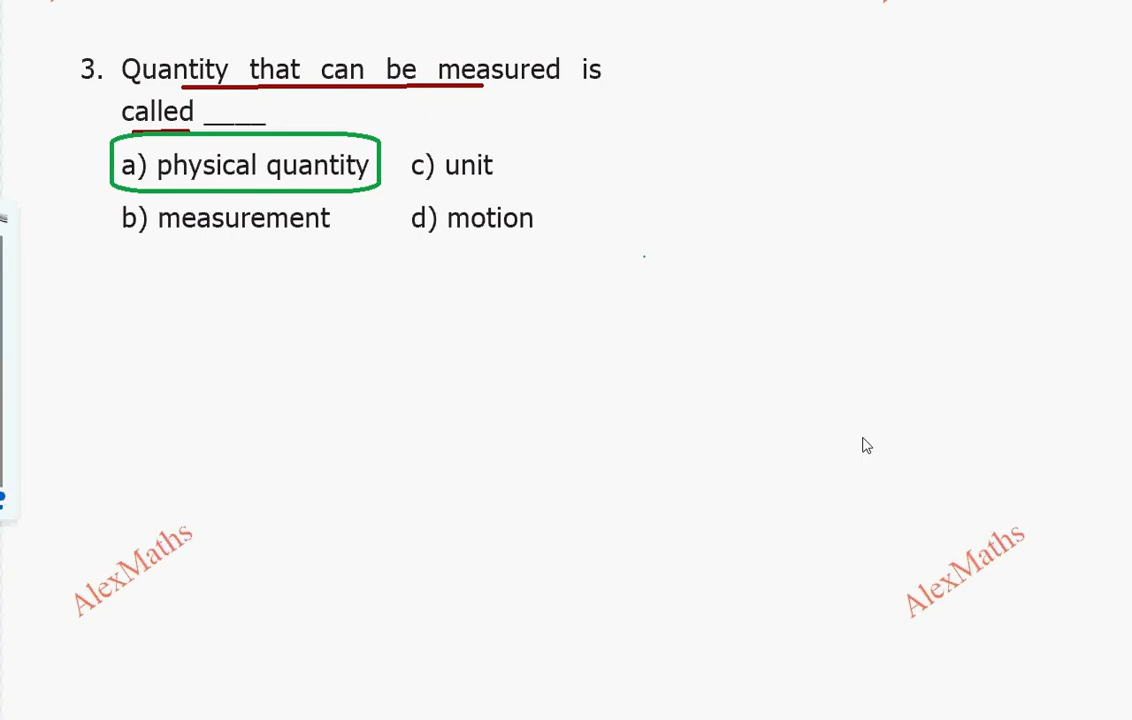 3. Quantity that can be measured is
called ____
a) physical quantity c) unit
b) measurement d) motion
AlexMaths
AlexMaths